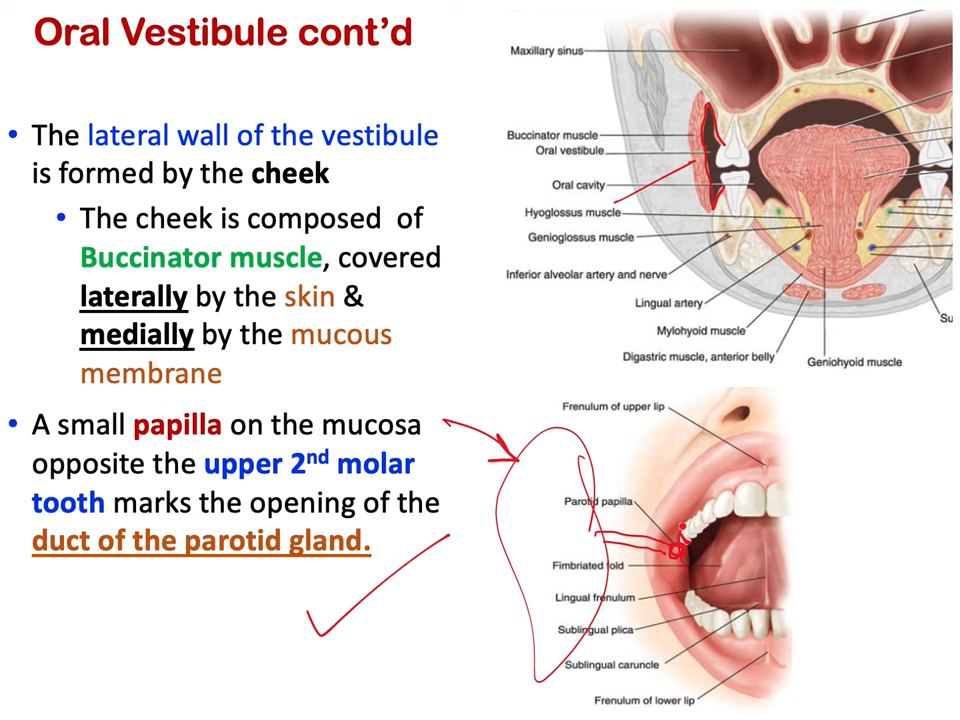 Oral Vestibule cont’d
• The lateral wall of the vestibule
is formed by the cheek
• The cheek is composed of
Buccinator muscle, covered
laterally by the skin &
medially by the mucous
membrane
• A small papilla on the mucosa
opposite the upper 2nd molar
tooth marks the opening of the
duct of the parotid gland.
Maxillary sinus
Buccinator muscle
Oral vestibule
Oral cavity
Hyoglossus muscle
Genioglossus muscle
Inferior alveolar artery and nerve
Lingual artery
Su
Mylohyoid muscle
Digastric muscle, anterior belly
Geniohyoid muscle
Frenulum of upper lip
Parotid papilla
Fimbriated fold
Lingual frenulum
Sublingual plica
Sublingual caruncle
Frenulum of lower lip